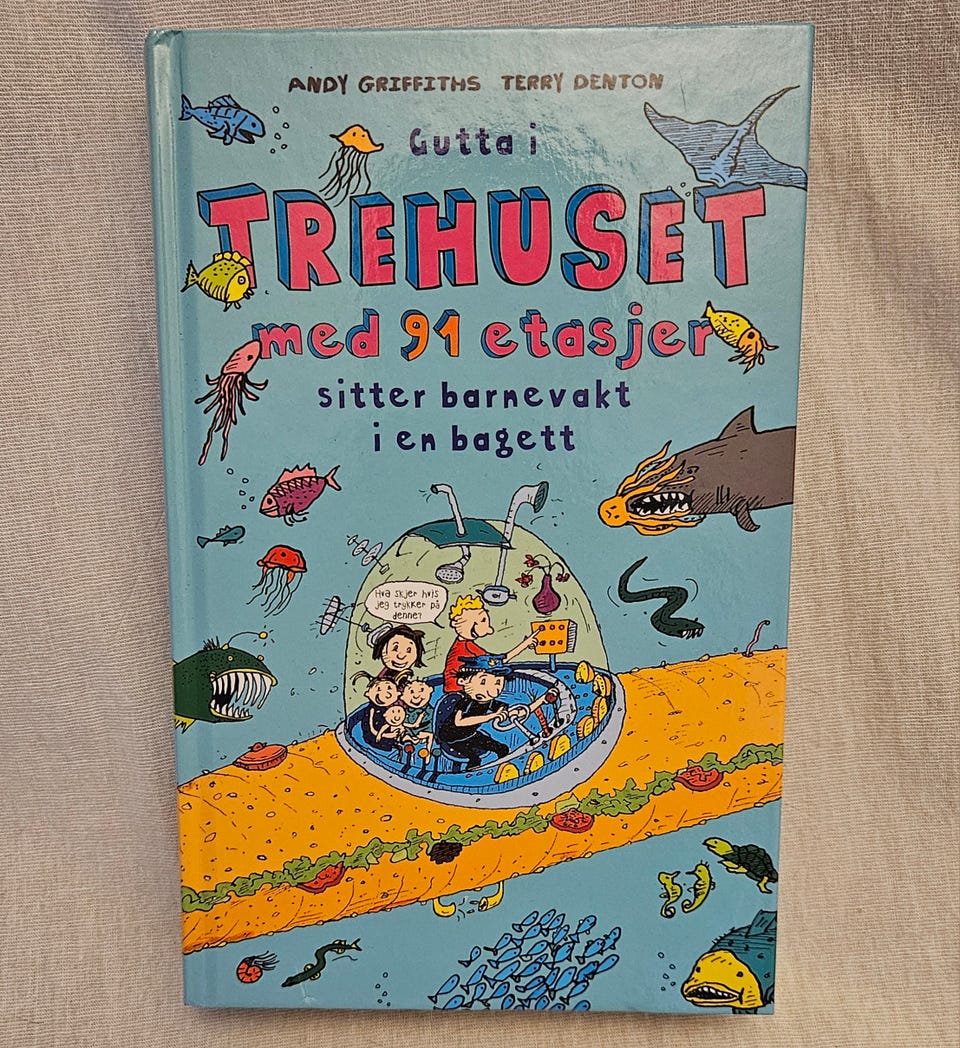 ANDY GRIFFITHS TERRY DENTON
Gutta i
TREHUSET
med 91 etasjer
sitter barnevakt
i en bagett
Hva skjer hvis
jeg trykker på
denne?